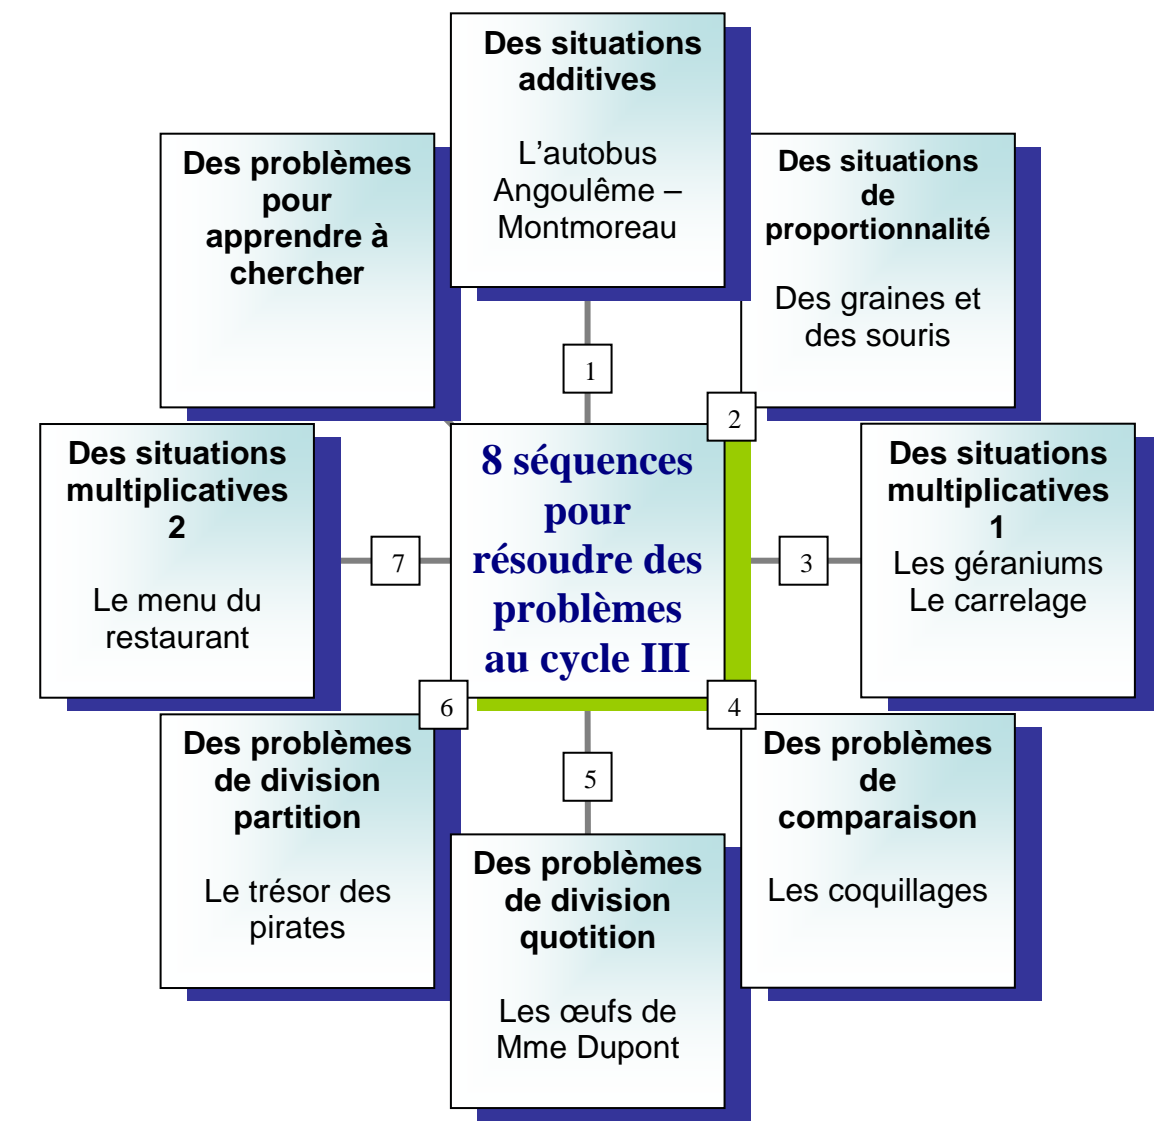 Des situations
additives
L'autobus
Angoulême –
Montmoreau
Des problèmes
pour
apprendre à
chercher
Des situations
de
proportionnalité
Des graines et
des souris
1
2
Des situations
multiplicatives
2
Le menu du
restaurant
7
8 séquences
pour
résoudre des
problèmes
au cycle III
3
Des situations
multiplicatives
1
Les géraniums
Le carrelage
6
4
Des problèmes
de division
partition
Le trésor des
pirates
5
Des problèmes
de division
quotition
Les œufs de
Mme Dupont
Des problèmes
de
comparaison
Les coquillages